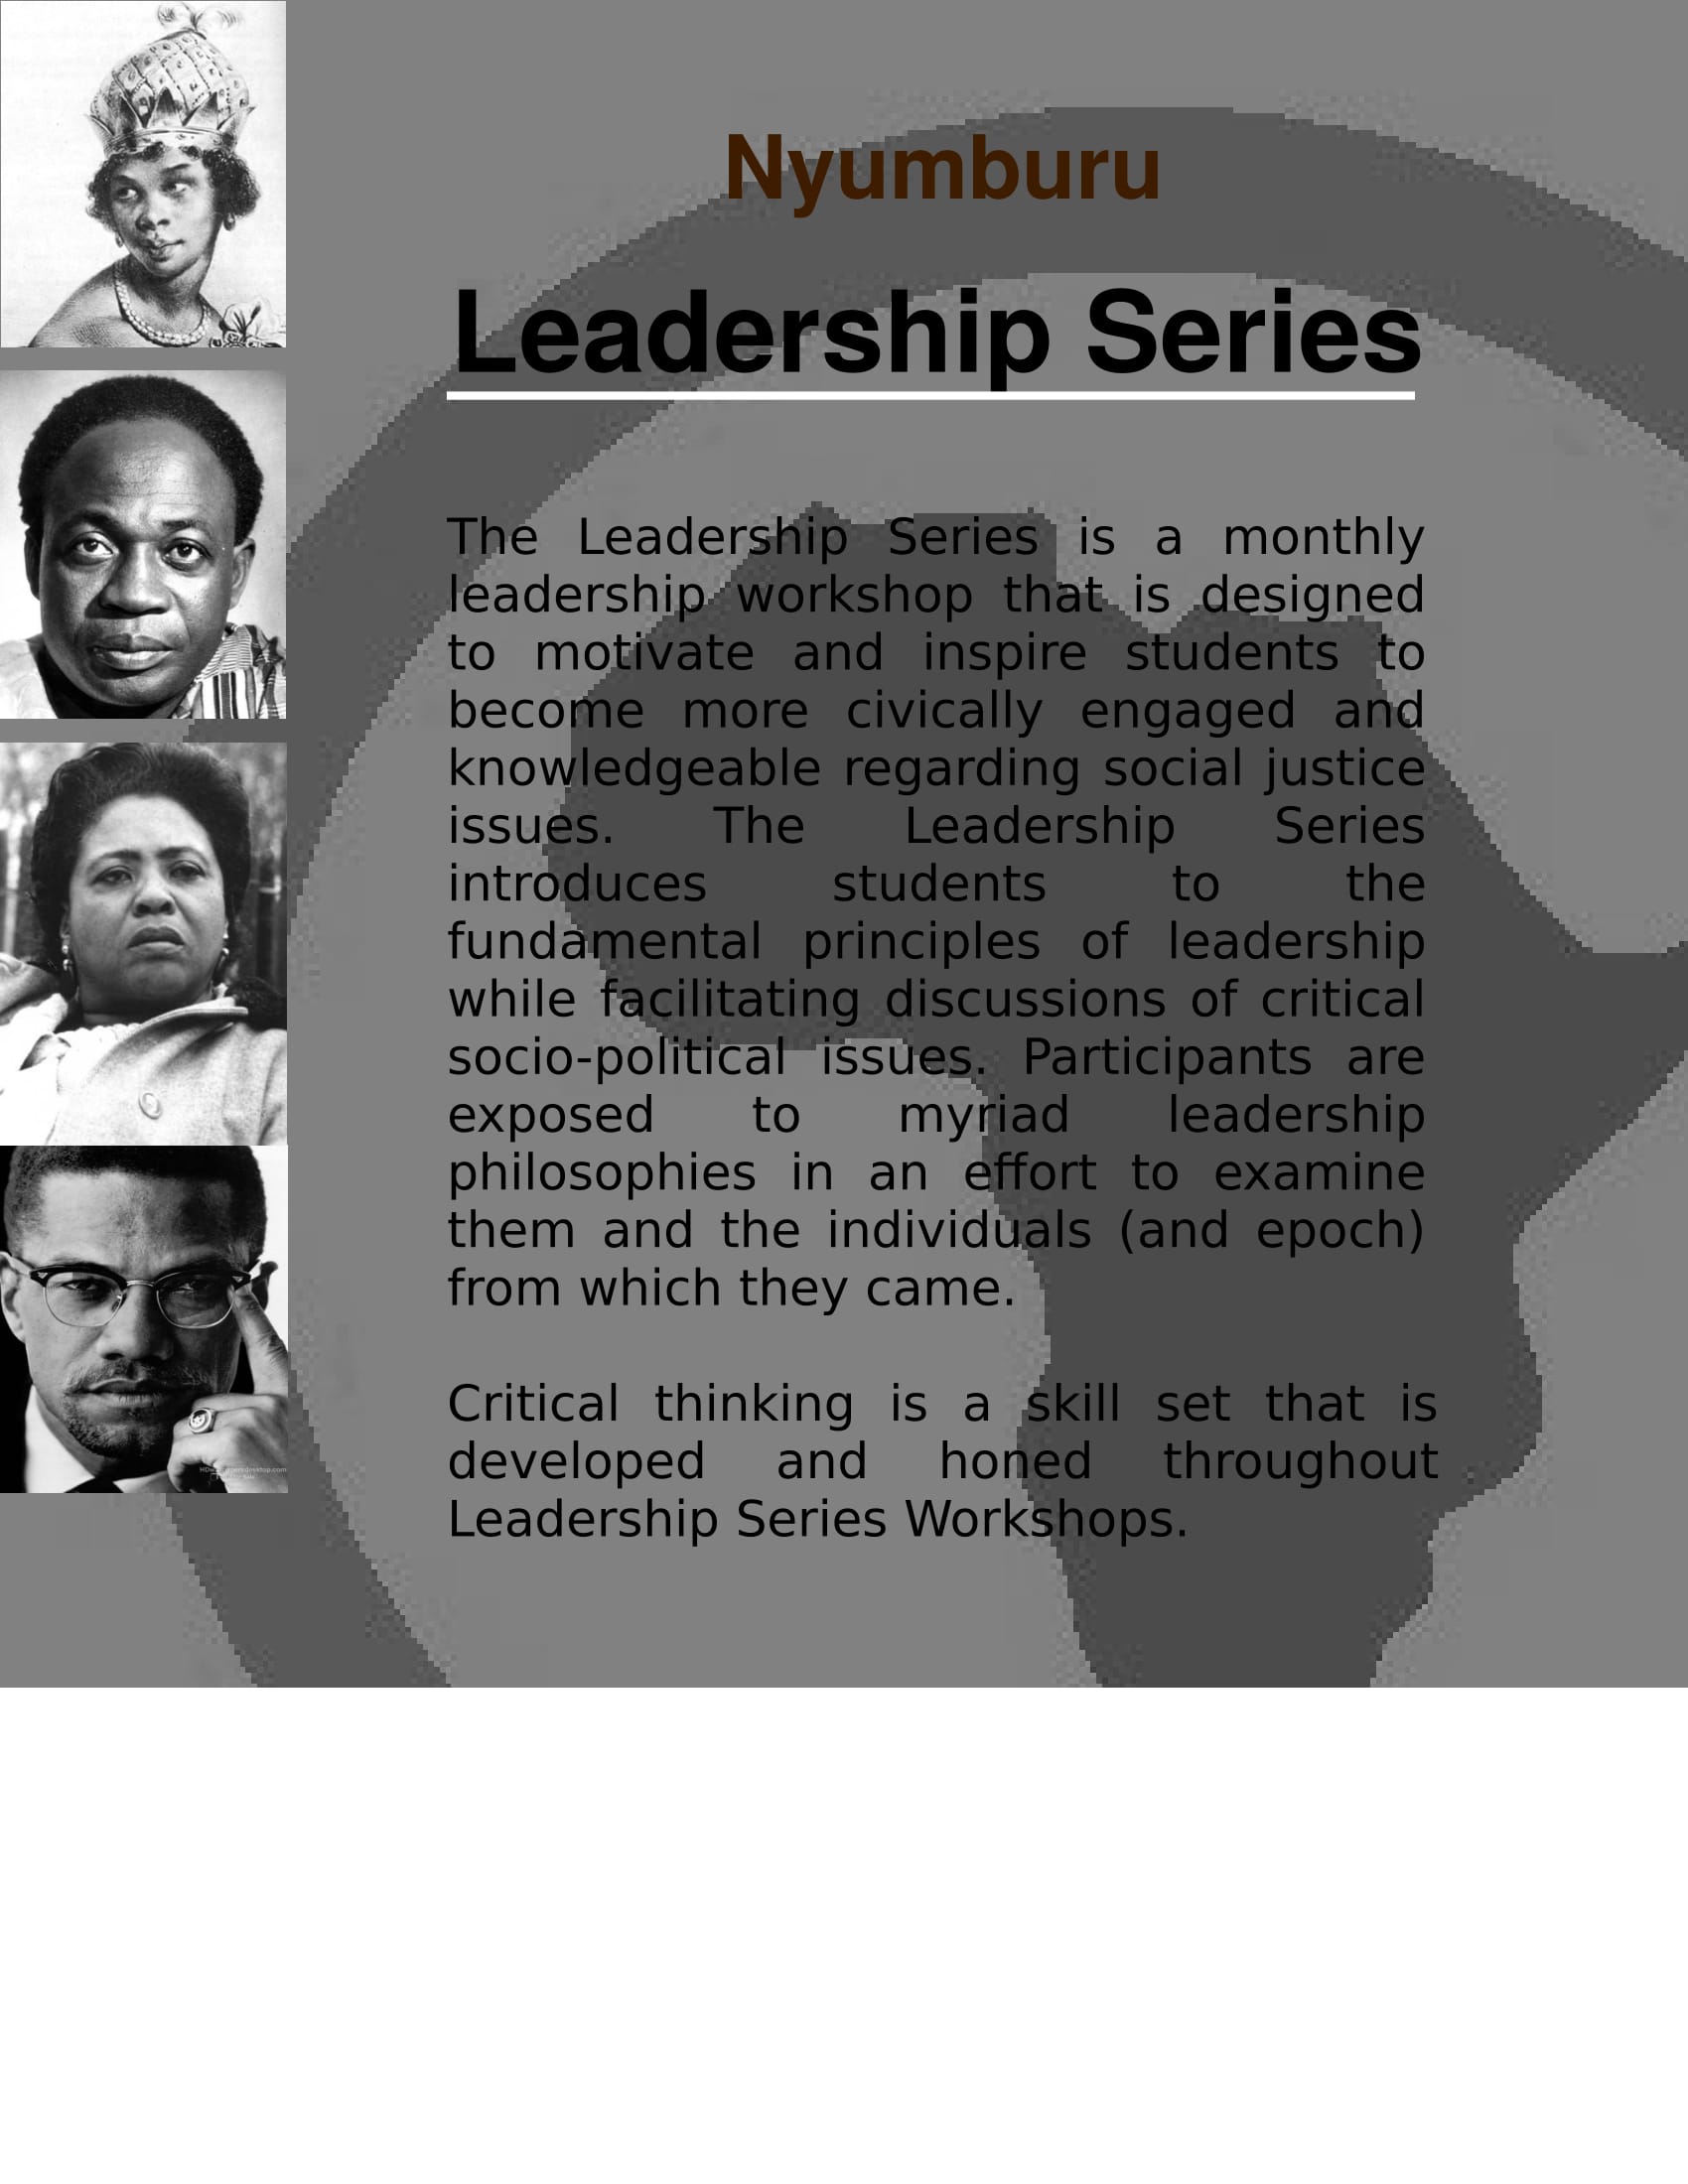 Nyumburu
Leadership Series
The Leadership Series is a monthly
leadership workshop that is designed
to motivate and inspire students to
become more civically engaged and
knowledgeable regarding social justice
issues. The Leadership Series
introduces students to the
fundamental principles of leadership
while facilitating discussions of critical
socio-political issues. Participants are
exposed to myriad leadership
philosophies in an effort to examine
them and the individuals (and epoch)
from which they came.
Critical thinking is a skill set that is
developed and honed throughout
Leadership Series Workshops.